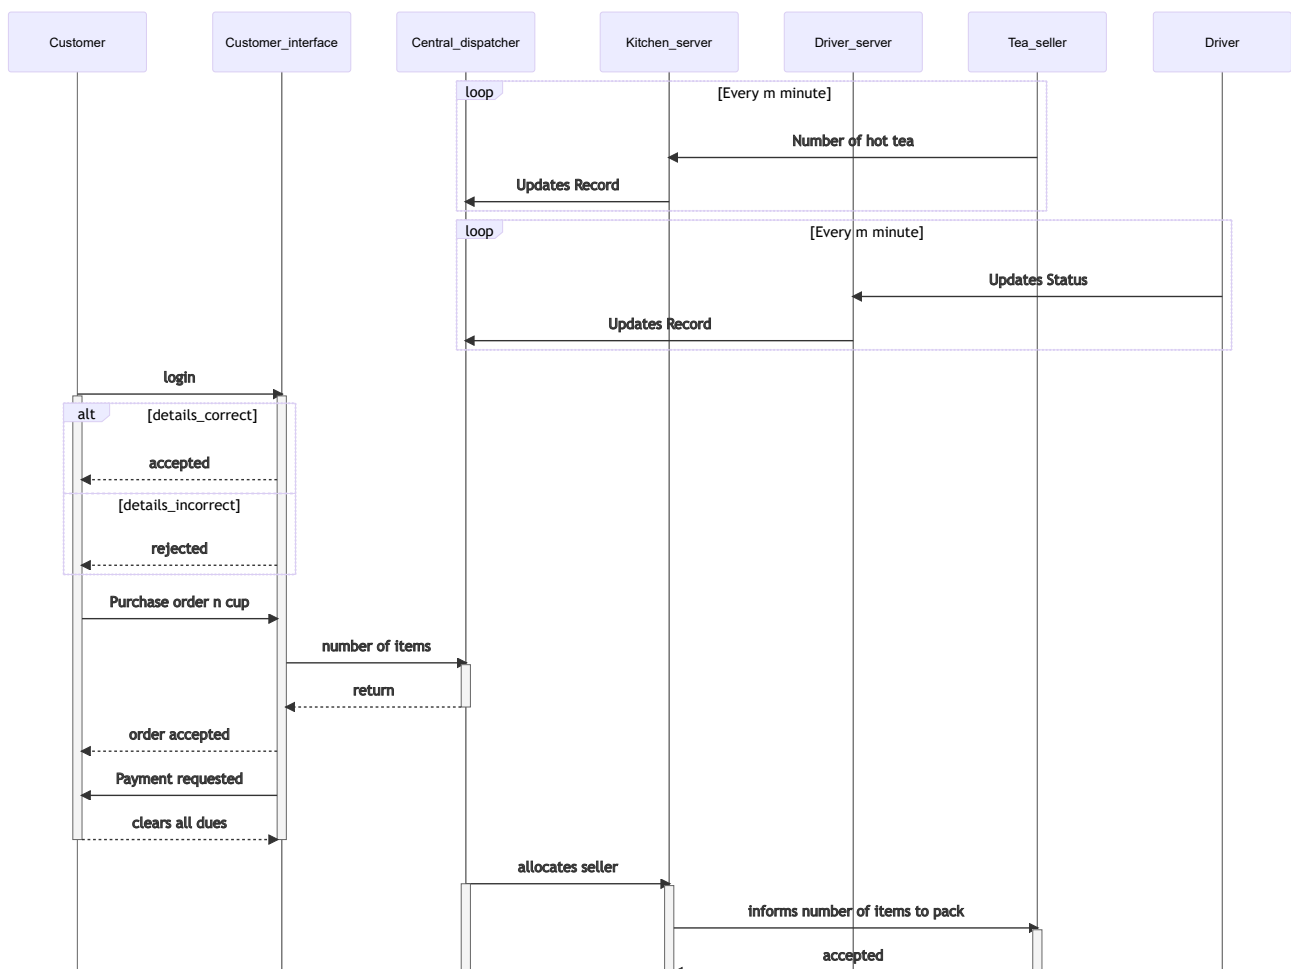 Customer
Customer_interface
Central_dispatcher
Kitchen_server
Driver_server
Tea_seller
Driver
loop
[Every m minute]
Number of hot tea
Updates Record
loop
[Every m minute]
Updates Status
Updates Record
login
alt
[details_correct]
accepted
[details_incorrect]
rejected
Purchase order n cup
number of items
return
order accepted
Payment requested
clears all dues
allocates seller
informs number of items to pack
accepted